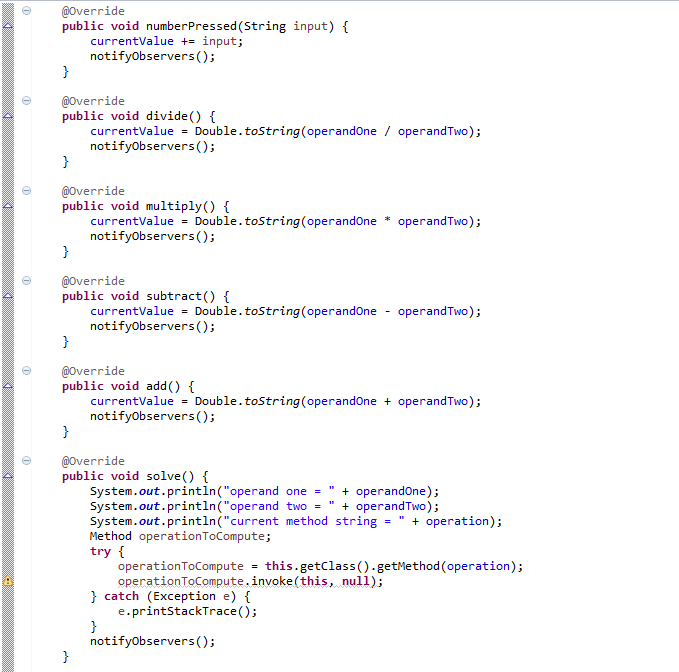 @Override
public void numberPressed(String input) {
currentValue += input;
notifyObservers();
}
@Override
public void divide() {
currentValue = Double.toString(operandOne / operandTwo);
notifyObservers();
}
@Override
public void multiply() {
currentValue = Double.toString(operandOne * operandTwo);
notifyObservers();
}
@Override
public void subtract() {
currentValue = Double.toString(operandOne - operandTwo);
notifyObservers();
}
@Override
public void add() {
currentValue = Double.toString(operandOne + operandTwo);
notifyObservers();
}
@Override
public void solve() {
System.out.println("operand one = " + operandOne);
System.out.println("operand two = " + operandTwo);
System.out.println("current method string = " + operation);
Method operationToCompute;
try {
operationToCompute = this.getClass().getMethod(operation);
operationToCompute.invoke(this, null);
} catch (Exception e) {
e.printStackTrace();
}
notifyObservers();
}